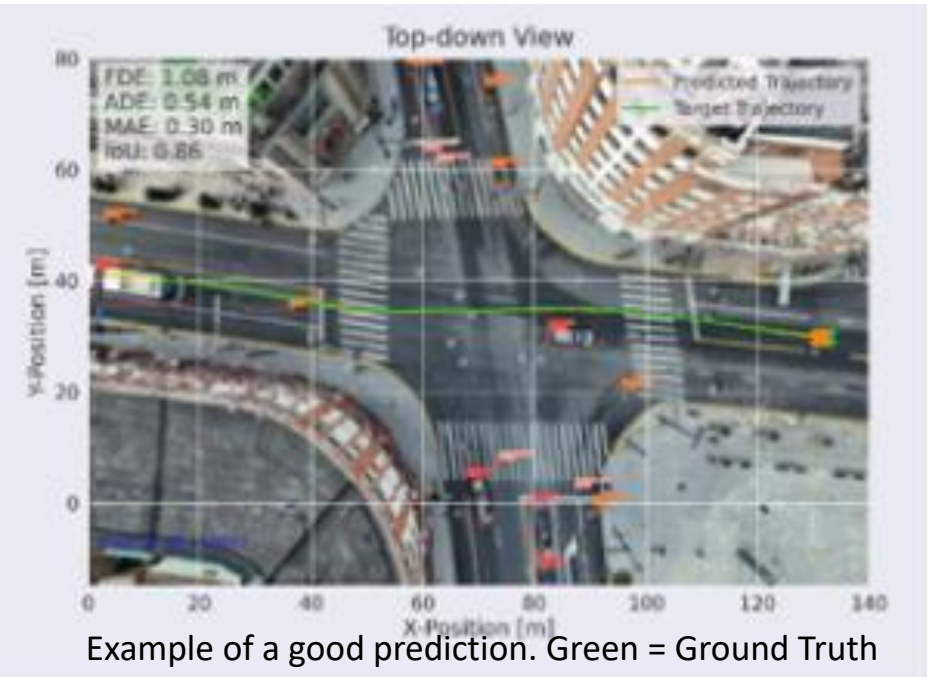 Top-down View
80
FDE: 1.08 m
ADE: 0.54 m
MAE: 0.30 m
IoU: 0.86
Predicted Trajectory
Target Trajectory
60
40
20
0
Y-Position [m]
0 20 40 60 80 100 120 140
X-Position [m]
Example of a good prediction. Green = Ground Truth